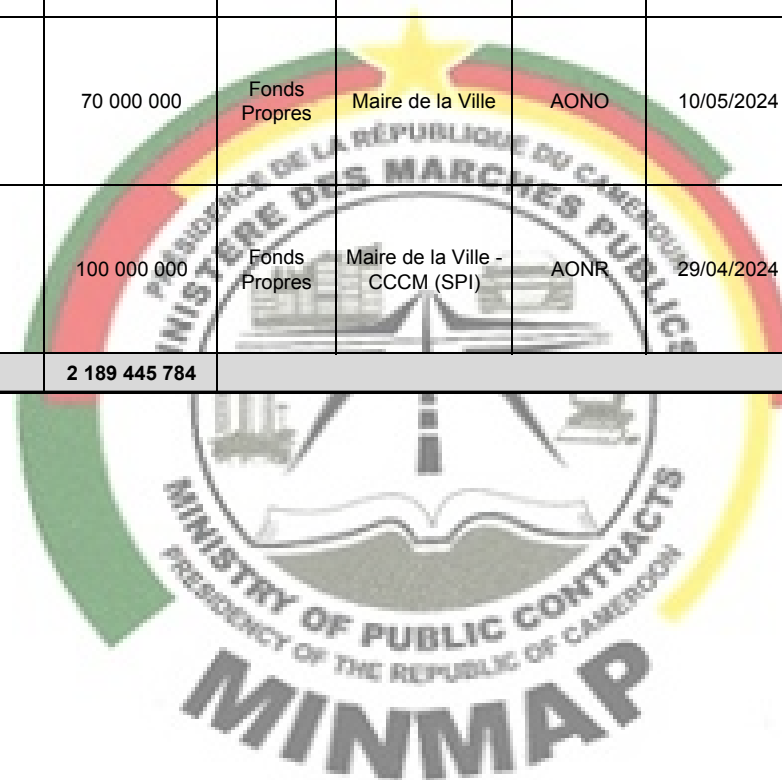 70 000 000 Fonds Propres Maire de la Ville AONO 10/05/2024
PRESIDENCE DE LA RÉPUBLIQUE DU CAMEROUN
MINISTERE DES MARCHES PUBLICS
100 000 000 Fonds Propres Maire de la Ville - CCCM (SPI) AONR 29/04/2024
2 189 445 784
MINISTRY OF PUBLIC CONTRACTS
PRESIDENCY OF THE REPUBLIC OF CAMEROON
MINMAP